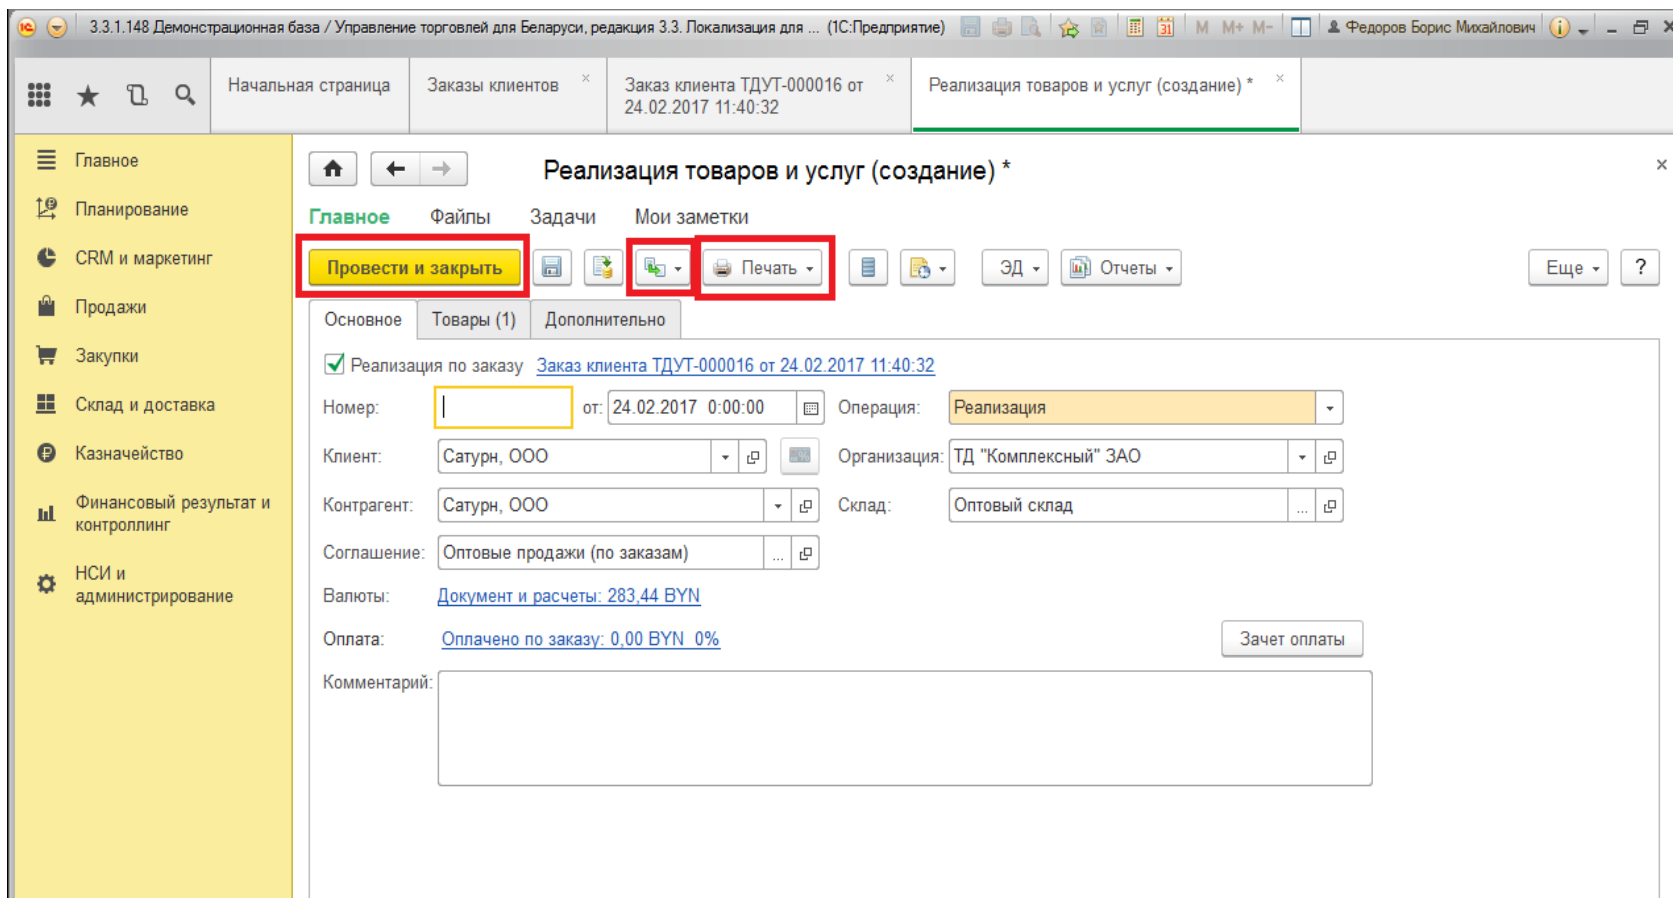 3.3.1.148 Демонстрационная база / Управление торговлей для Беларуси, редакция 3.3. Локализация для ... (1С:Предприятие) 31 M M+ M- Федоров Борис Михайлович
Начальная страница
Заказы клиентов
Заказ клиента ТДУТ-000016 от
24.02.2017 11:40:32
Реализация товаров и услуг (создание) *
Главное
Планирование
CRM и маркетинг
Продажи
Закупки
Склад и доставка
Казначейство
Финансовый результат и
контроллинг
НСИ и
администрирование
Реализация товаров и услуг (создание) *
Главное Файлы Задачи Мои заметки
Провести и закрыть Печать ЭД Отчеты Еще ?
Основное Товары (1) Дополнительно
Реализация по заказу Заказ клиента ТДУТ-000016 от 24.02.2017 11:40:32
Номер: от: 24.02.2017 0:00:00 Операция: Реализация
Клиент: Сатурн, ООО Организация: ТД "Комплексный" ЗАО
Контрагент: Сатурн, ООО Склад: Оптовый склад ...
Соглашение: Оптовые продажи (по заказам) ...
Валюты: Документ и расчеты: 283,44 BYN
Оплата: Оплачено по заказу: 0,00 BYN 0% Зачет оплаты
Комментарий: